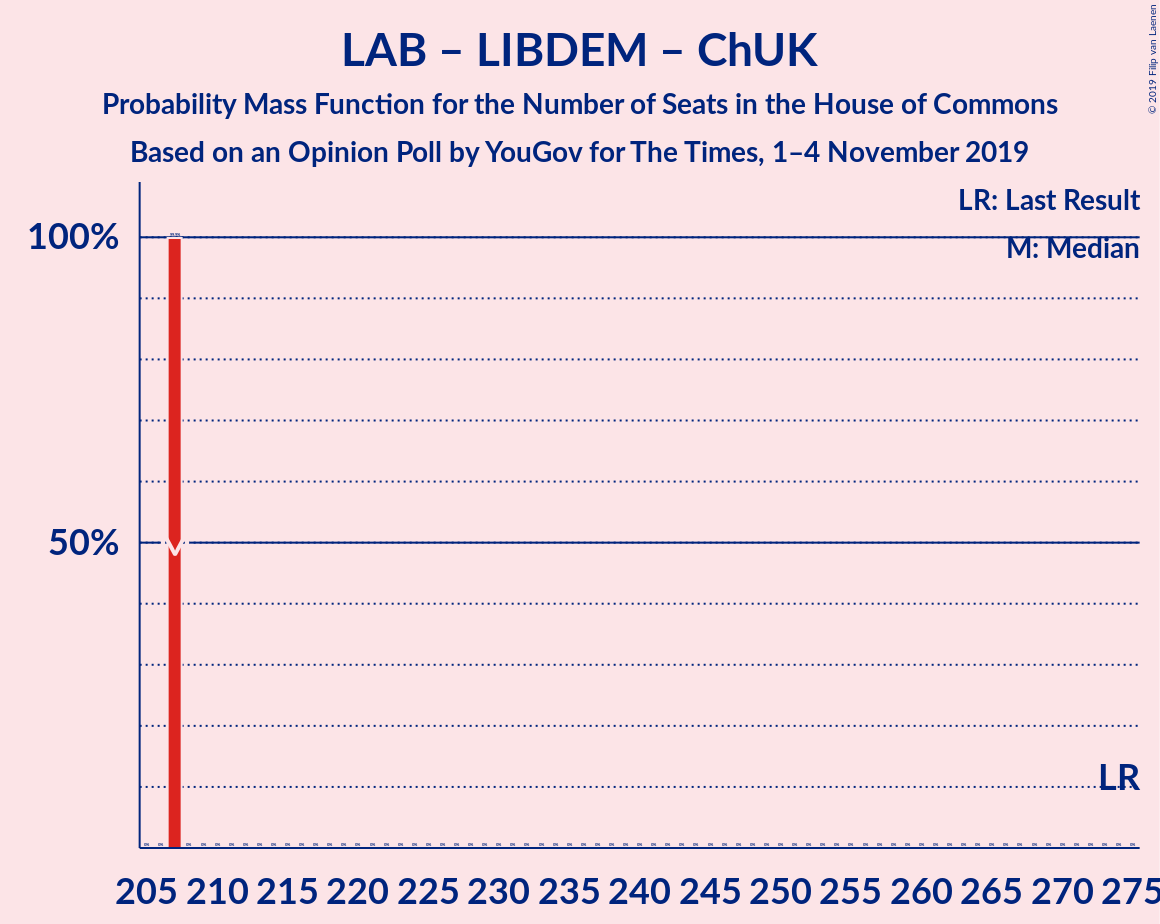 LAB – LIBDEM – ChUK
Probability Mass Function for the Number of Seats in the House of Commons
Based on an Opinion Poll by YouGov for The Times, 1–4 November 2019
© 2019 Filip van Laenen
LR: Last Result
M: Median
100%
50%
LR
205 210 215 220 225 230 235 240 245 250 255 260 265 270 275